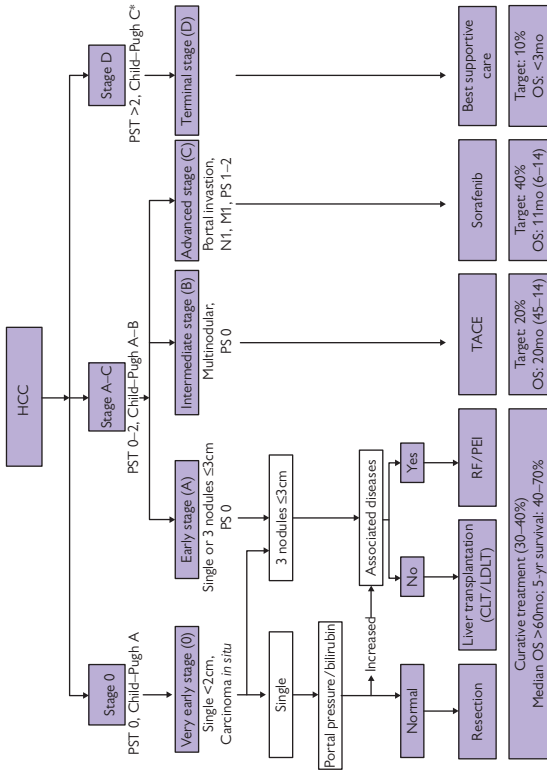 HCC
Stage 0
PST 0, Child–Pugh A
Stage A–C
PST 0–2, Child–Pugh A–B
Stage D
PST >2, Child–Pugh C*
Very early stage (0)
Single <2cm,
Carcinoma in situ
Early stage (A)
Single or 3 nodules ≤3cm
PS 0
Intermediate stage (B)
Multinodular,
PS 0
Advanced stage (C)
Portal invastion,
N1, M1, PS 1–2
Terminal stage (D)
Single
3 nodules ≤3cm
Portal pressure/bilirubin
Increased
Associated diseases
Normal
No
Yes
Resection
Liver transplantation
(CLT/LDLT)
RF/PEI
TACE
Sorafenib
Best supportive
care
Curative treatment (30–40%)
Median OS >60mo; 5-yr survival: 40–70%
Target: 20%
OS: 20mo (45–14)
Target: 40%
OS: 11mo (6–14)
Target: 10%
OS: <3mo